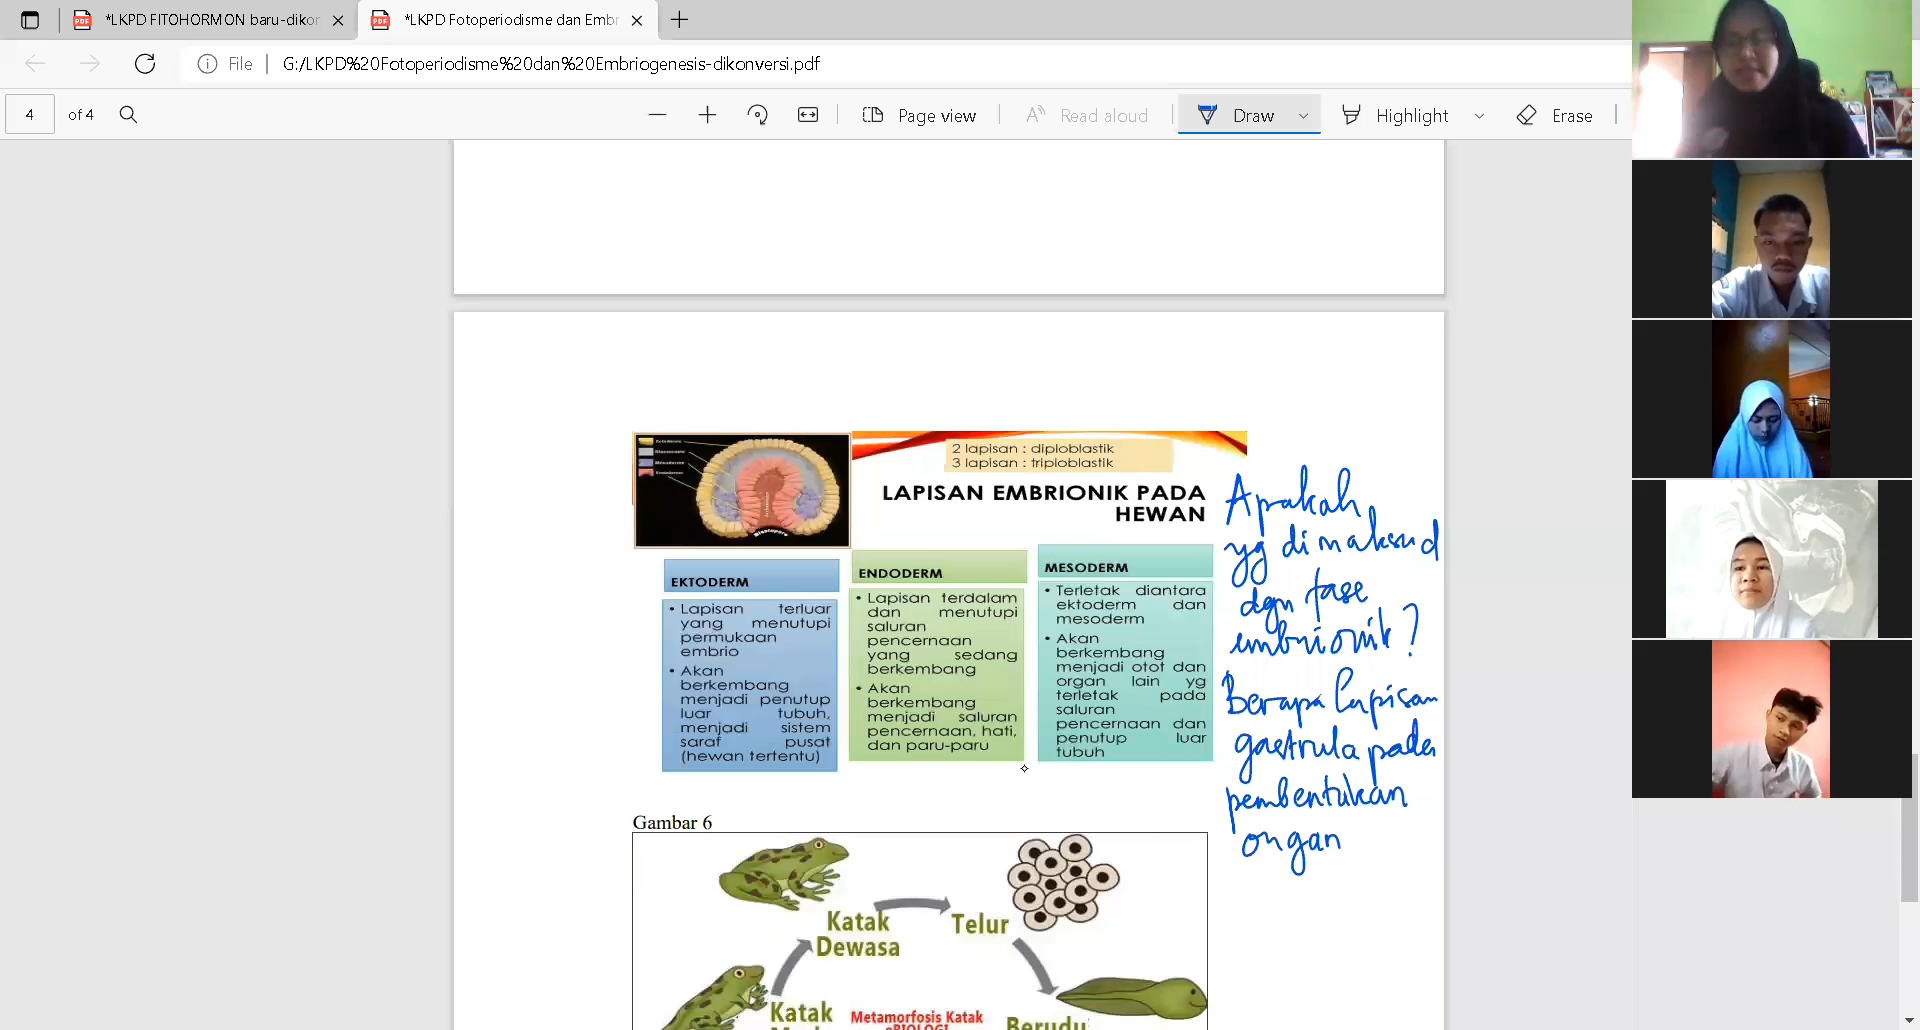 *LKPD FITOHORMON baru-dikor
*LKPD Fotoperiodisme dan Embr
File
G:/LKPD%20Fotoperiodisme%20dan%20Embriogenesis-dikonversi.pdf
4 of 4
Page view
Read aloud
Draw
Highlight
Erase
2 lapisan : diploblastik
3 lapisan : triploblastik
LAPISAN EMBRIONIK PADA
HEWAN
Blastopore
EKTODERM
• Lapisan terluar
yang menutupi
permukaan
embrio
• Akan
berkembang
menjadi penutup
luar tubuh,
menjadi sistem
saraf pusat
(hewan tertentu)
ENDODERM
• Lapisan terdalam
dan menutupi
saluran
pencernaan
yang sedang
berkembang
• Akan
berkembang
menjadi saluran
pencernaan, hati,
dan paru-paru
MESODERM
• Terletak diantara
ektoderm dan
mesoderm
• Akan
berkembang
menjadi otot dan
organ lain yg
terletak pada
saluran
pencernaan dan
penutup luar
tubuh
Apakah
yg dimaksud
dgn fase
embrionik?
Berapa lapisan
gastrula pada
pembentukan
organ
Gambar 6
Katak
Dewasa
Telur
Katak
Metamorfosis Katak
eBIOLOGI
Berudu